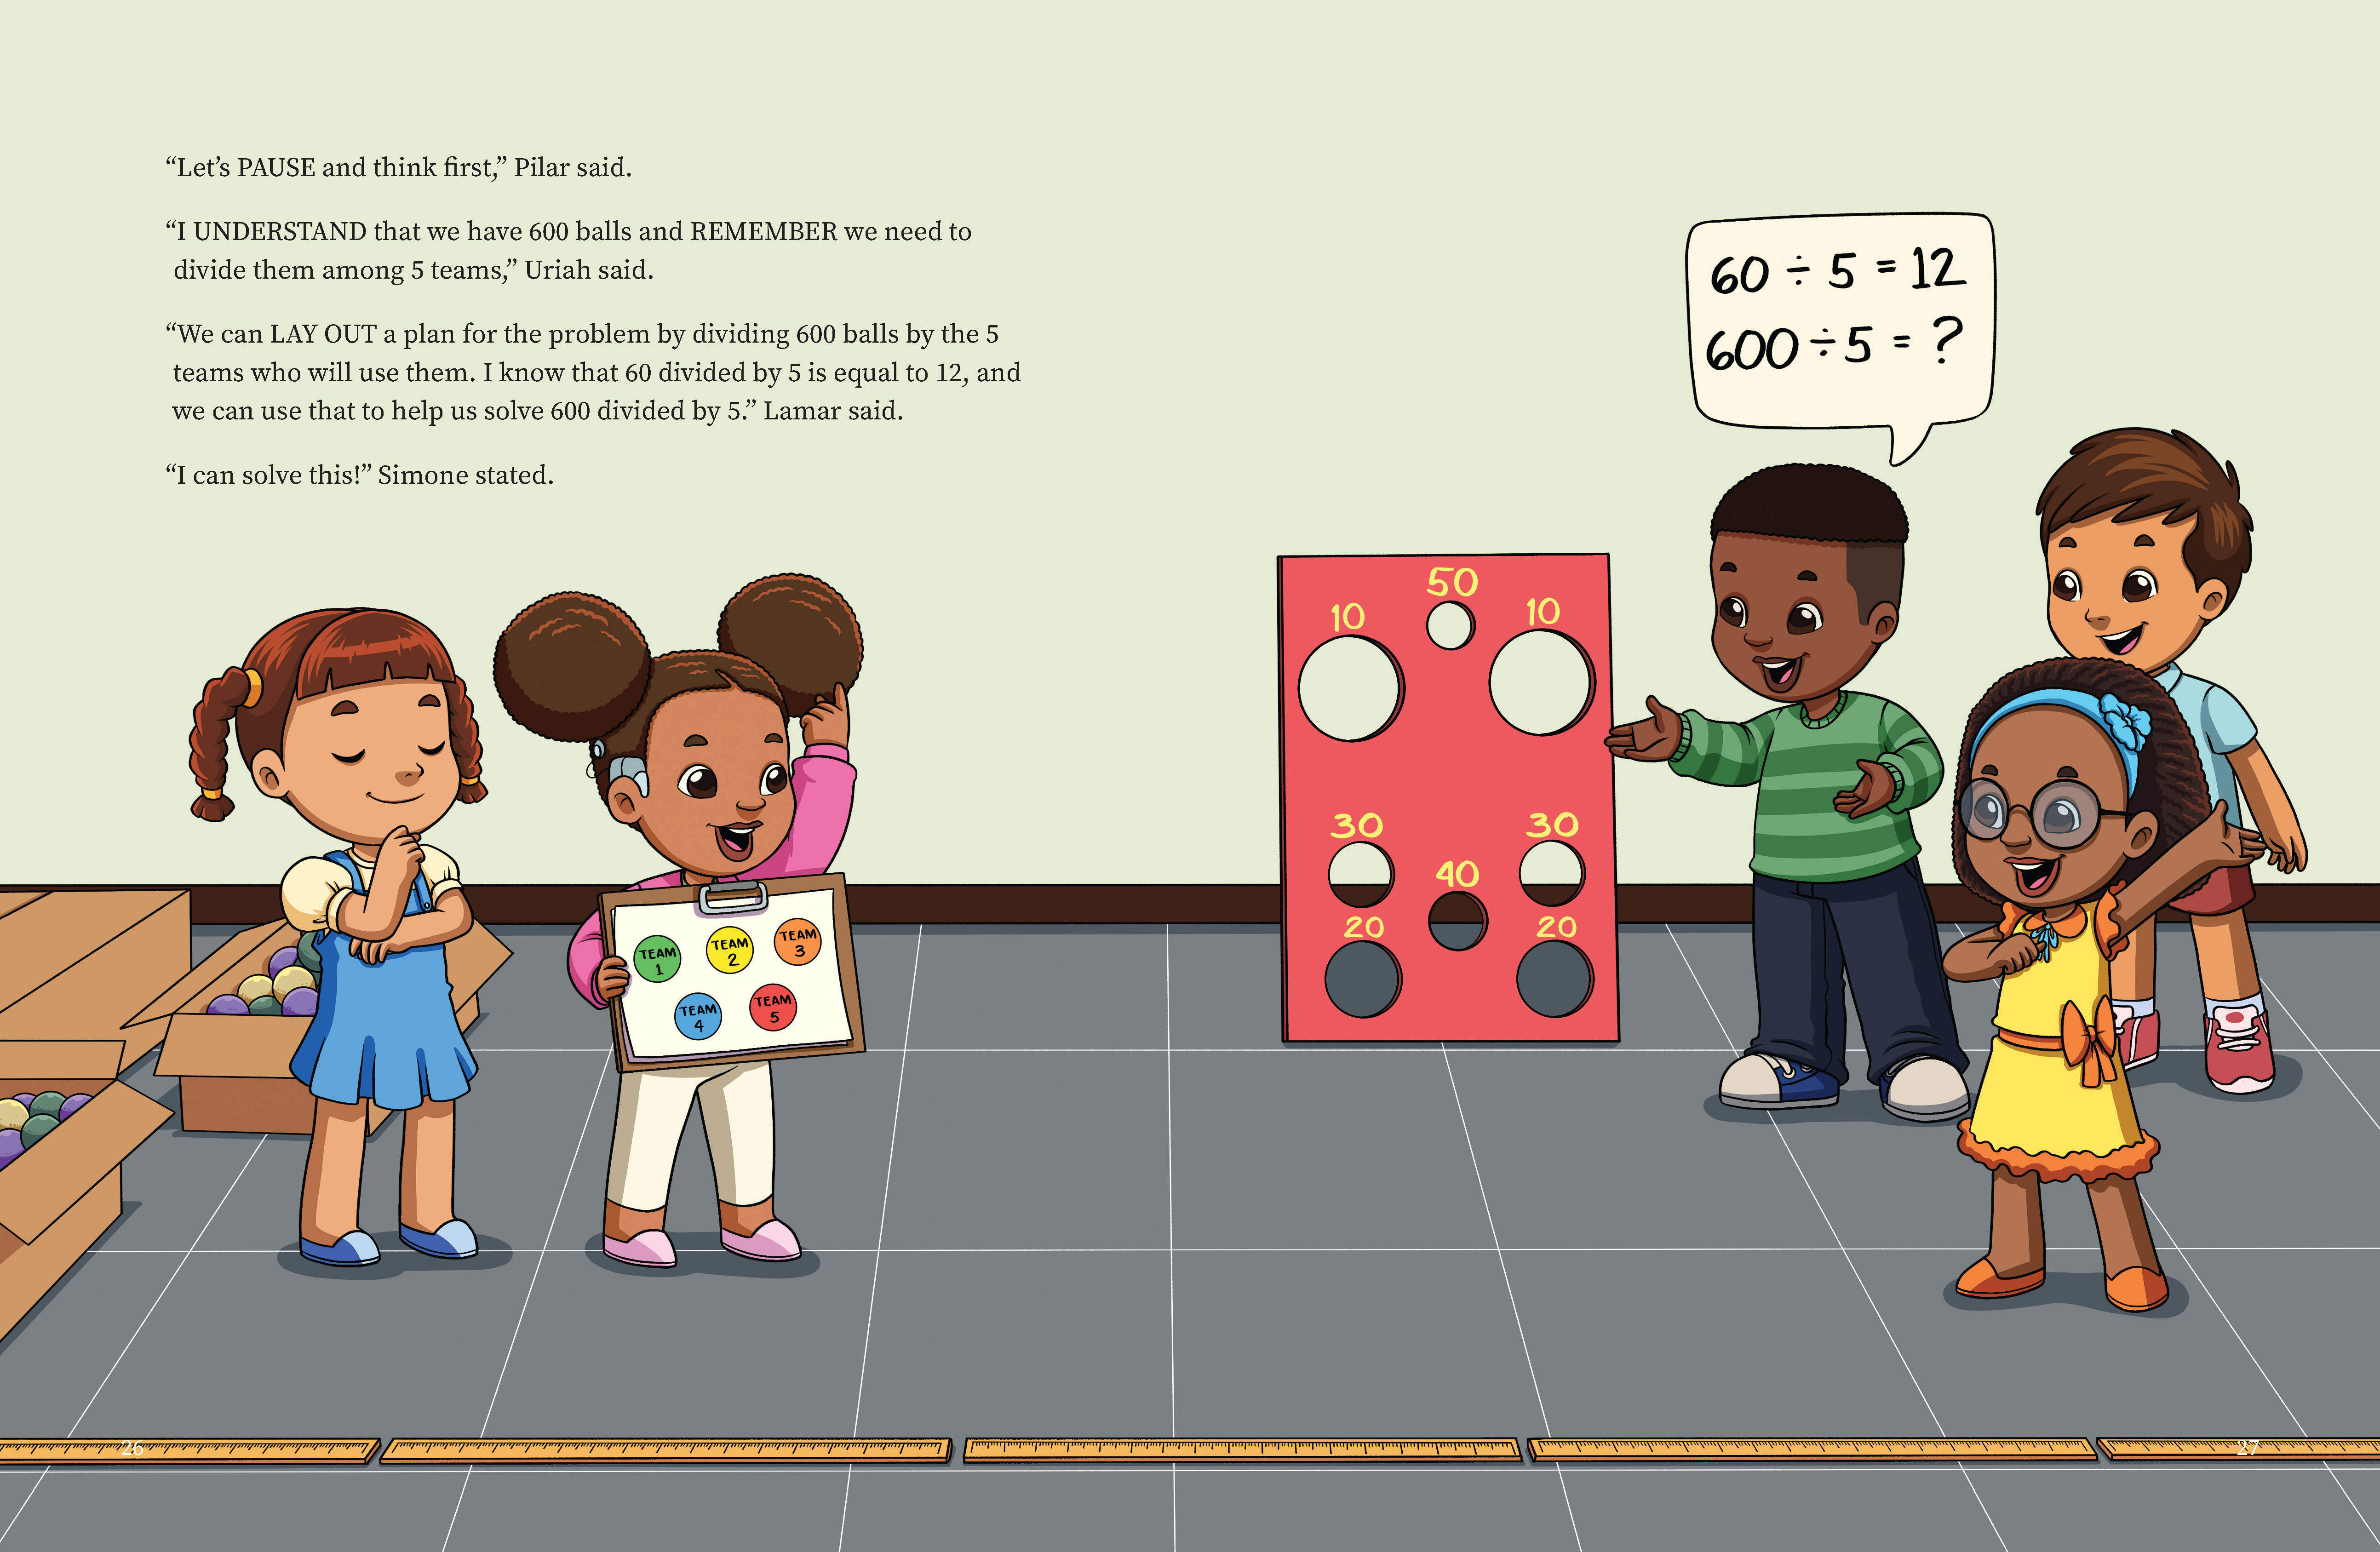 “Let’s PAUSE and think first,” Pilar said.
“I UNDERSTAND that we have 600 balls and REMEMBER we need to
divide them among 5 teams,” Uriah said.
“We can LAY OUT a plan for the problem by dividing 600 balls by the 5
teams who will use them. I know that 60 divided by 5 is equal to 12, and
we can use that to help us solve 600 divided by 5.” Lamar said.
“I can solve this!” Simone stated.
60 ÷ 5 = 12
600 ÷ 5 = ?
50
10
10
30
30
40
20
20
TEAM
1
TEAM
2
TEAM
3
TEAM
4
TEAM
5
26
27